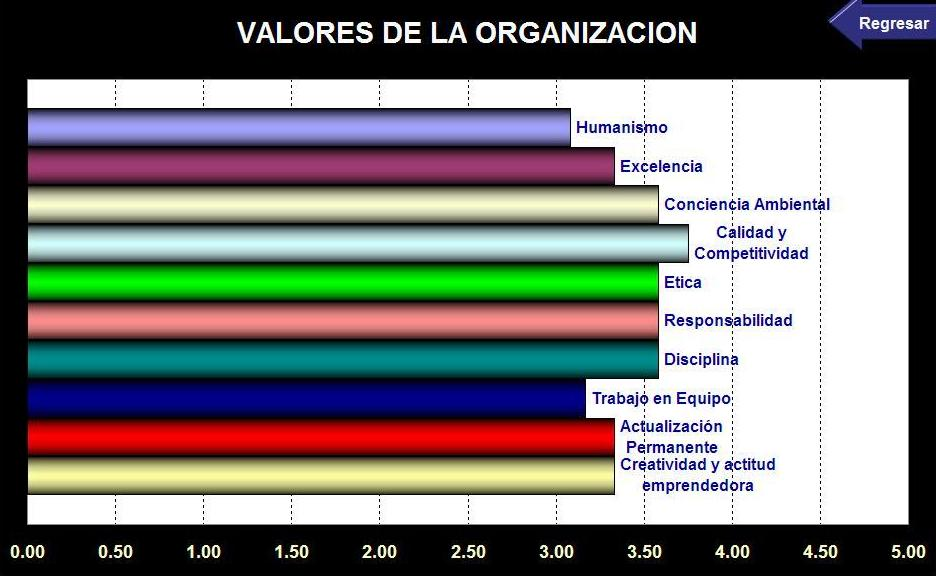 VALORES DE LA ORGANIZACION
Regresar
Humanismo
Excelencia
Conciencia Ambiental
Calidad y
Competitividad
Etica
Responsabilidad
Disciplina
Trabajo en Equipo
Actualización
Permanente
Creatividad y actitud
emprendedora
0.00 0.50 1.00 1.50 2.00 2.50 3.00 3.50 4.00 4.50 5.00